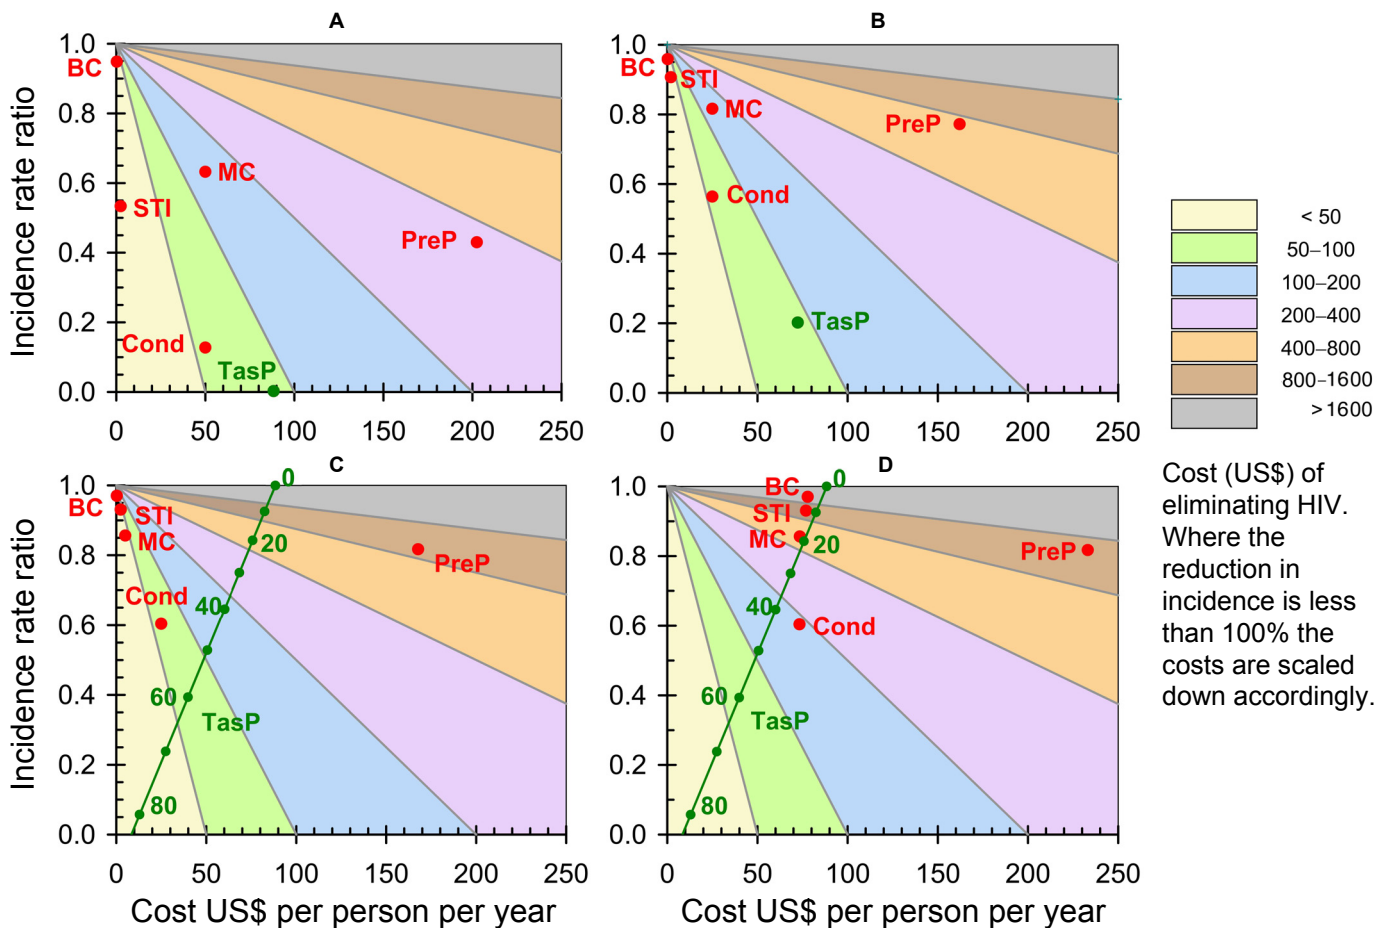 A
B
Incidence rate ratio
1.0
0.8
0.6
0.4
0.2
0.0
BC
STI
MC
PreP
Cond
TasP
0 50 100 150 200 250
1.0
0.8
0.6
0.4
0.2
0.0
BC
STI
MC
PreP
Cond
TasP
0 50 100 150 200 250
< 50
50–100
100–200
200–400
400–800
800–1600
> 1600
Cost (US$) of
eliminating HIV.
Where the
reduction in
incidence is less
than 100% the
costs are scaled
down accordingly.
C
D
Incidence rate ratio
1.0
0.8
0.6
0.4
0.2
0.0
BC
STI
MC
PreP
Cond
TasP
0
20
40
60
80
0 50 100 150 200 250
Cost US$ per person per year
1.0
0.8
0.6
0.4
0.2
0.0
BC
STI
MC
PreP
Cond
TasP
0
20
40
60
80
0 50 100 150 200 250
Cost US$ per person per year